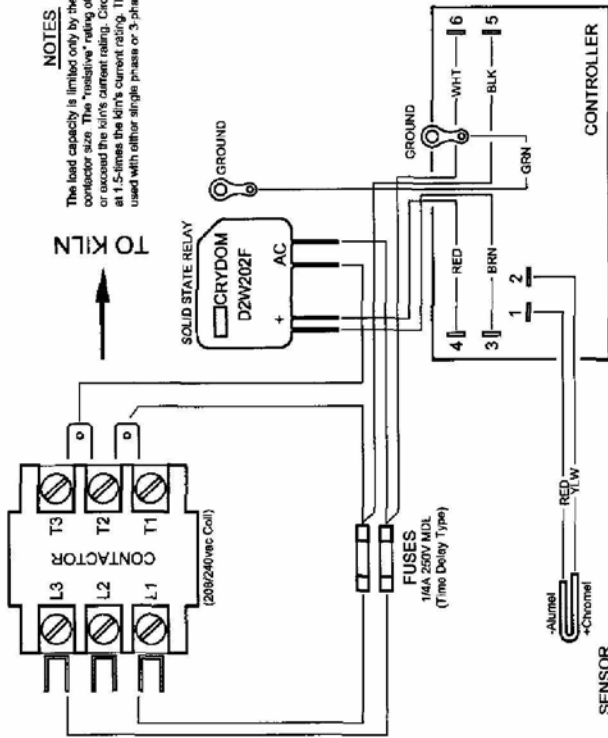 NOTES
The load capacity is limited only by the
contactor size. The "resistive" rating of
or exceed the kiln's current rating. Circ
at 1.5-times the kiln's current rating. T
used with either single phase or 3-pha
TO KILN
SOLID STATE RELAY
CRYDOM
D2W202F
+
AC
GROUND
GROUND
CONTACTOR
L3
L2
L1
T3
T2
T1
(208/240vac Coil)
FUSES
1/4A 250V MDL
(Time Delay Type)
6
WHT
5
BLK
GRN
4
RED
3
BRN
1
2
CONTROLLER
RED
YLW
-Alumel
+Chromel
SENSOR